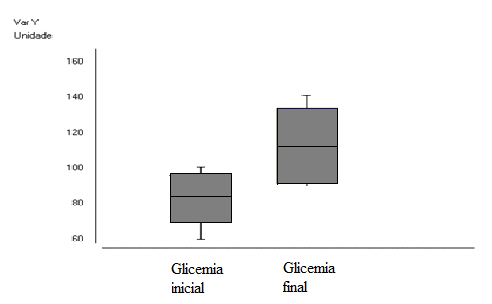 Var Y
Unidade
160
140
120
100
80
60
Glicemia
inicial
Glicemia
final